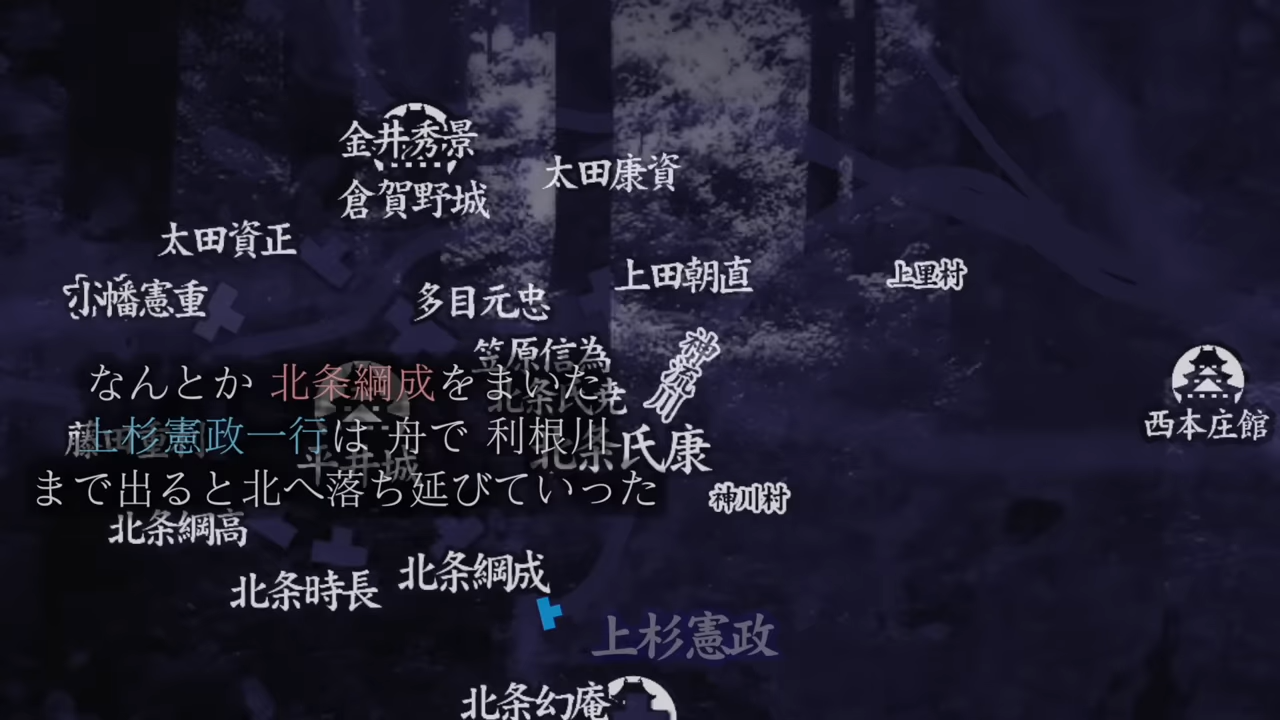 金井秀景
倉賀野城
太田康資
太田資正
小幡憲重
多目元忠
上田朝直
上里村
笠原信為
神流川
なんとか 北条綱成をまいた
上杉憲政一行は 舟で 利根川
まで出ると北へ落ち延びていった
平井城
北条氏康
西本庄館
神川村
北条綱高
北条時長
北条綱成
上杉憲政
北条幻庵